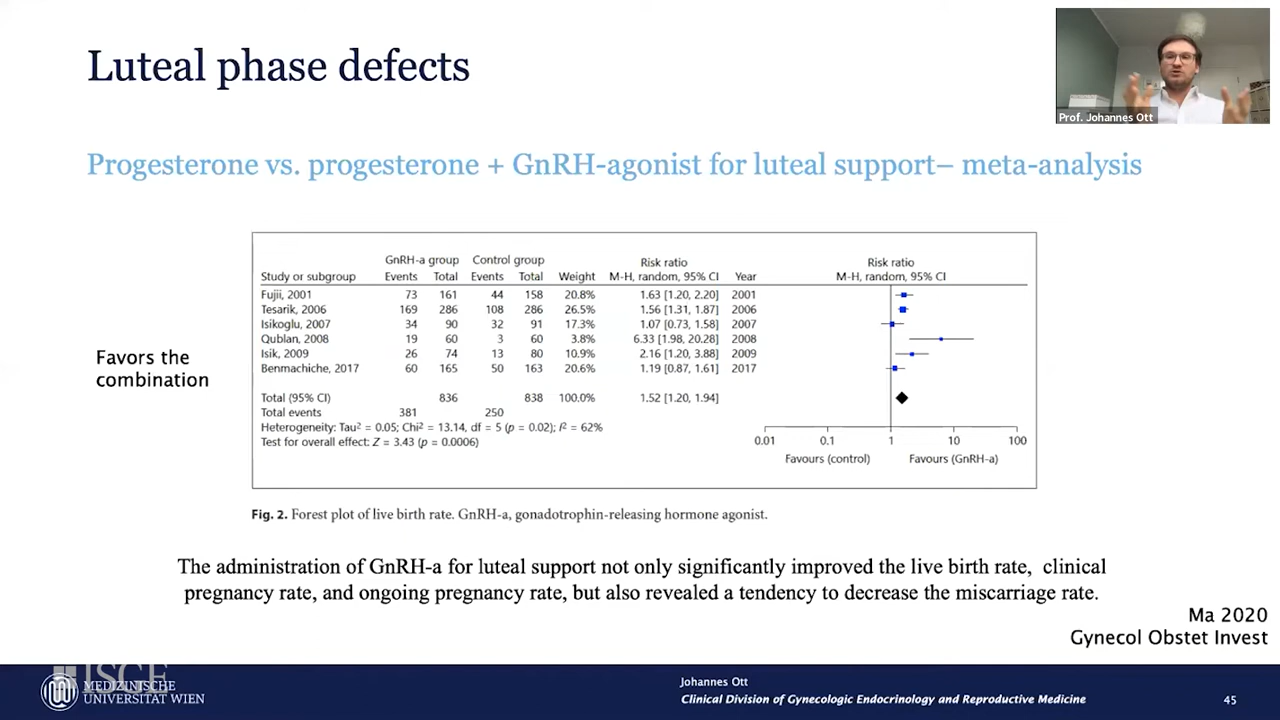 Luteal phase defects
Prof. Johannes Ott
Progesterone vs. progesterone + GnRH-agonist for luteal support– meta-analysis
GnRH-a group Control group Risk ratio Risk ratio
Study or subgroup Events Total Events Total Weight M-H, random, 95% CI Year M-H, random, 95% CI
Fujii, 2001 73 161 44 158 20.8% 1.63 [1.20, 2.20] 2001
Tesarik, 2006 169 286 108 286 26.5% 1.56 [1.31, 1.87] 2006
Isikoglu, 2007 34 90 32 91 17.3% 1.07 [0.73, 1.58] 2007
Qublan, 2008 19 60 3 60 3.8% 6.33 [1.98, 20.28] 2008
Isik, 2009 26 74 13 80 10.9% 2.16 [1.20, 3.88] 2009
Benmachiche, 2017 60 165 50 163 20.6% 1.19 [0.87, 1.61] 2017
Total (95% CI) 836 838 100.0% 1.52 [1.20, 1.94]
Total events 381 250
Heterogeneity: Tau² = 0.05; Chi² = 13.14, df = 5 (p = 0.02); I² = 62%
Test for overall effect: Z = 3.43 (p = 0.0006)
0.01 0.1 1 10 100
Favours (control) Favours (GnRH-a)
Favors the
combination
Fig. 2. Forest plot of live birth rate. GnRH-a, gonadotrophin-releasing hormone agonist.
The administration of GnRH-a for luteal support not only significantly improved the live birth rate, clinical
pregnancy rate, and ongoing pregnancy rate, but also revealed a tendency to decrease the miscarriage rate.
Ma 2020
Gynecol Obstet Invest
ISGE
MEDIZINISCHE
UNIVERSITÄT WIEN
Johannes Ott
Clinical Division of Gynecologic Endocrinology and Reproductive Medicine
45